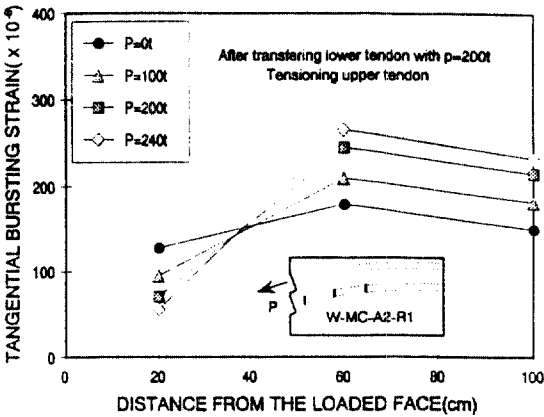 TANGENTIAL BURSTING STRAIN( x 10⁻⁶)
400
300
200
100
0
P=0t
P=100t
P=200t
P=240t
After transfering lower tendon with p=200t
Tensioning upper tendon
P
W-MC-A2-R1
0
20
40
60
80
100
DISTANCE FROM THE LOADED FACE(cm)